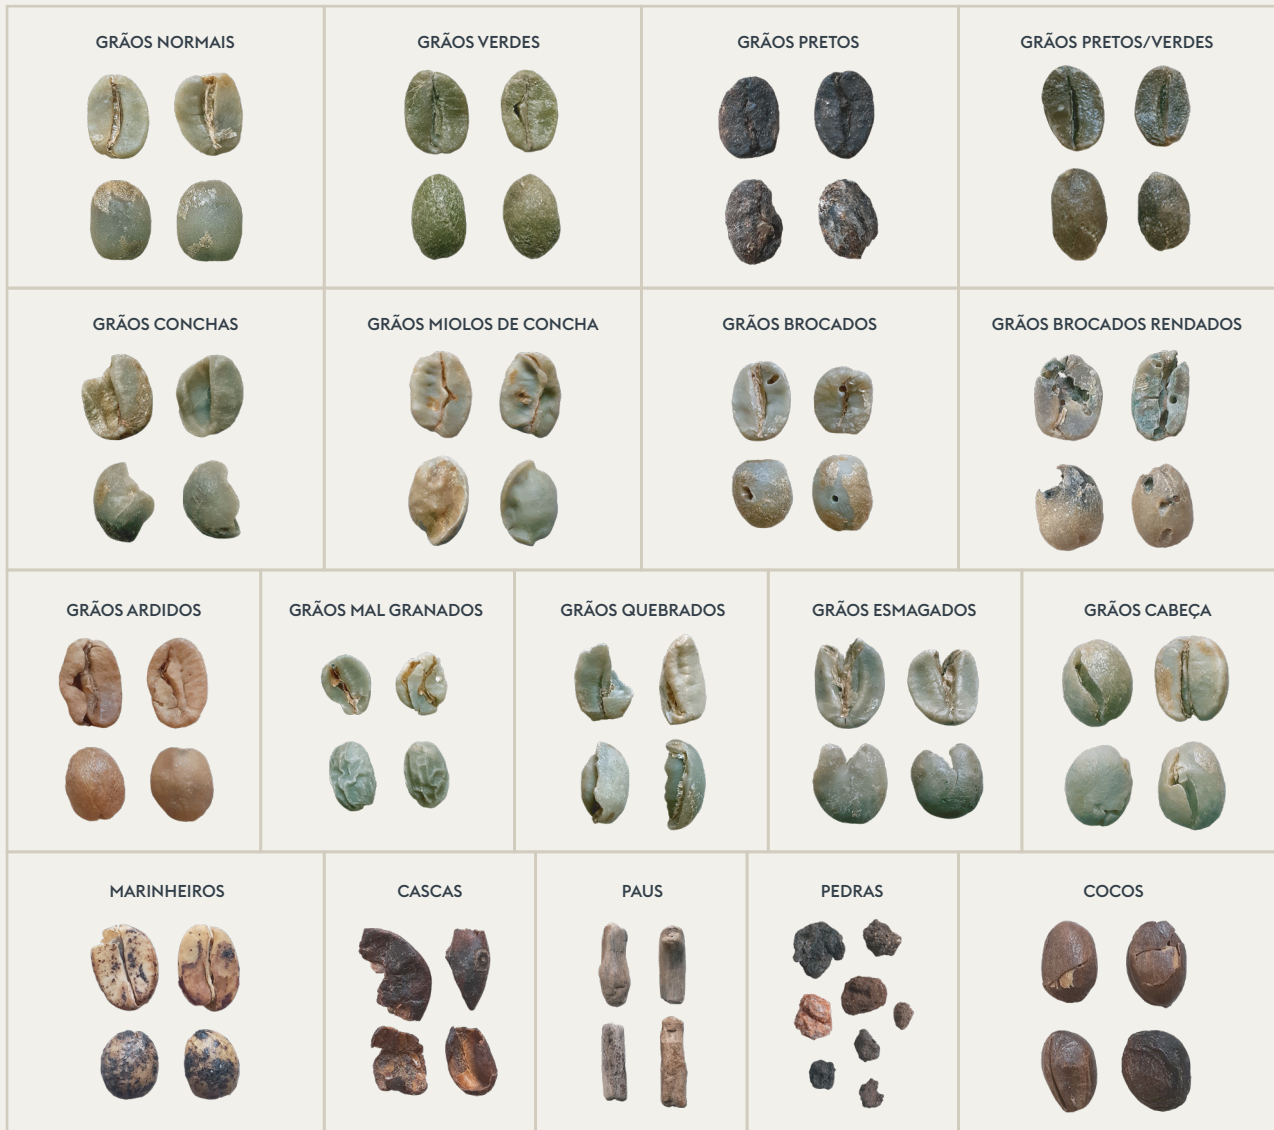 GRÃOS NORMAIS
GRÃOS VERDES
GRÃOS PRETOS
GRÃOS PRETOS/VERDES
GRÃOS CONCHAS
GRÃOS MIOLOS DE CONCHA
GRÃOS BROCADOS
GRÃOS BROCADOS RENDADOS
GRÃOS ARDIDOS
GRÃOS MAL GRANADOS
GRÃOS QUEBRADOS
GRÃOS ESMAGADOS
GRÃOS CABEÇA
MARINHEIROS
CASCAS
PAUS
PEDRAS
COCOS